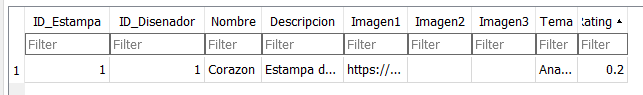 ID_Estampa ID_Disenador Nombre Descripcion Imagen1 Imagen2 Imagen3 Tema Rating
Filter Filter Filter Filter Filter Filter Filter Filter Filter
1 1 1 Corazon Estampa d... https://... Ana... 0.2